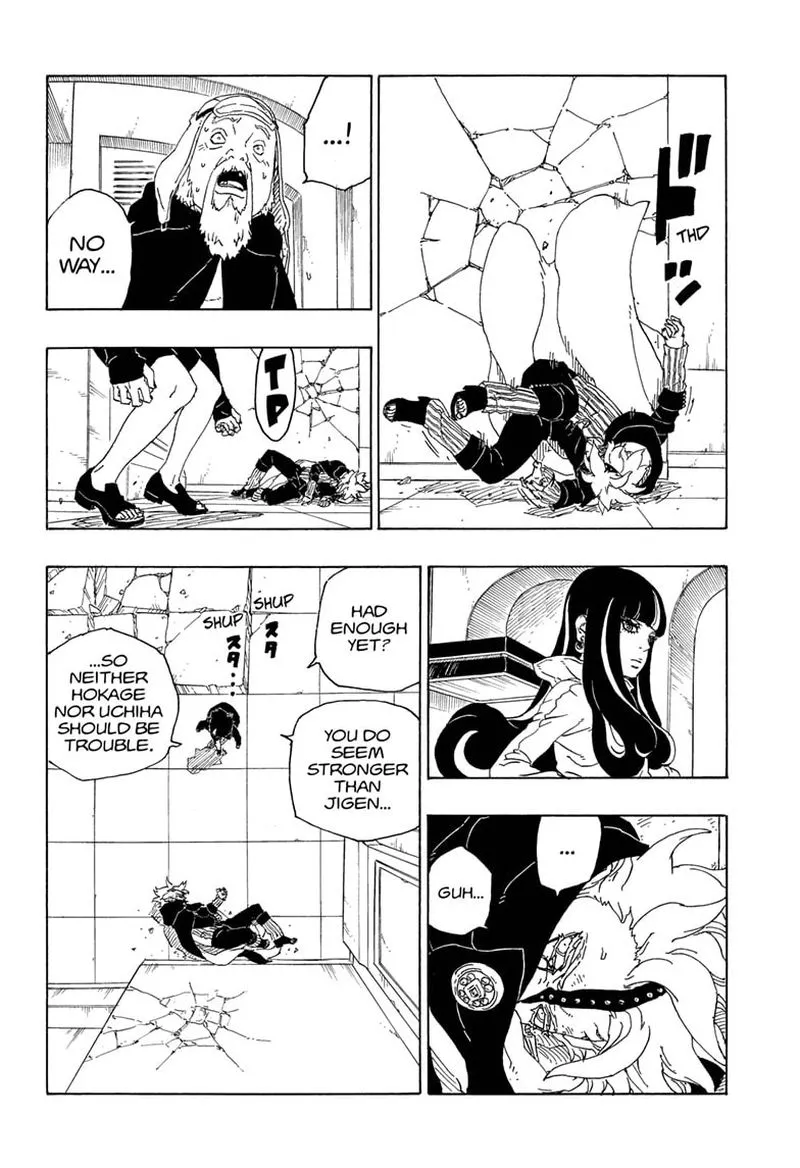 ドッ
THD
...!
NO
WAY...
TP
...
GUH...
HAD
ENOUGH
YET?
YOU DO
SEEM
STRONGER
THAN
JIGEN...
SHUP
スタ
SHUP
スタ...
...SO
NEITHER
HOKAGE
NOR UCHIHA
SHOULD BE
TROUBLE.